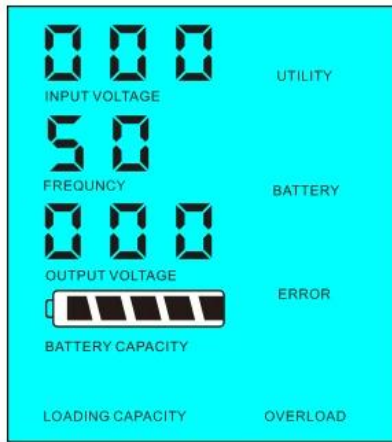 000
UTILITY
INPUT VOLTAGE
50
FREQUNCY
BATTERY
000
OUTPUT VOLTAGE
ERROR
BATTERY CAPACITY
LOADING CAPACITY
OVERLOAD